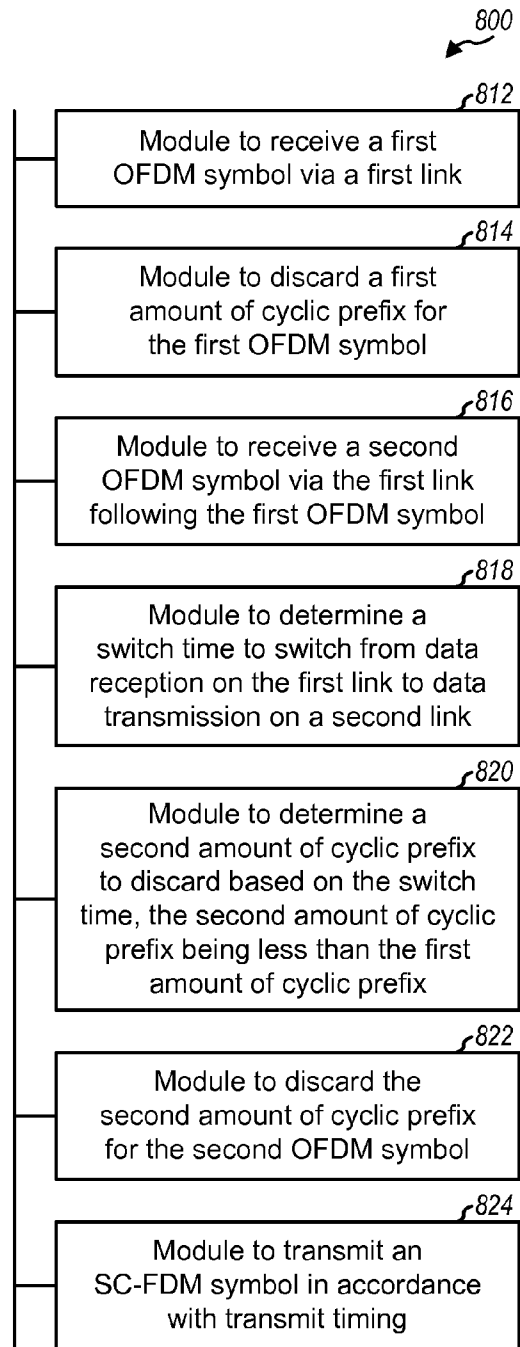 800
812
Module to receive a first
OFDM symbol via a first link
814
Module to discard a first
amount of cyclic prefix for
the first OFDM symbol
816
Module to receive a second
OFDM symbol via the first link
following the first OFDM symbol
818
Module to determine a
switch time to switch from data
reception on the first link to data
transmission on a second link
820
Module to determine a
second amount of cyclic prefix
to discard based on the switch
time, the second amount of cyclic
prefix being less than the first
amount of cyclic prefix
822
Module to discard the
second amount of cyclic prefix
for the second OFDM symbol
824
Module to transmit an
SC-FDM symbol in accordance
with transmit timing